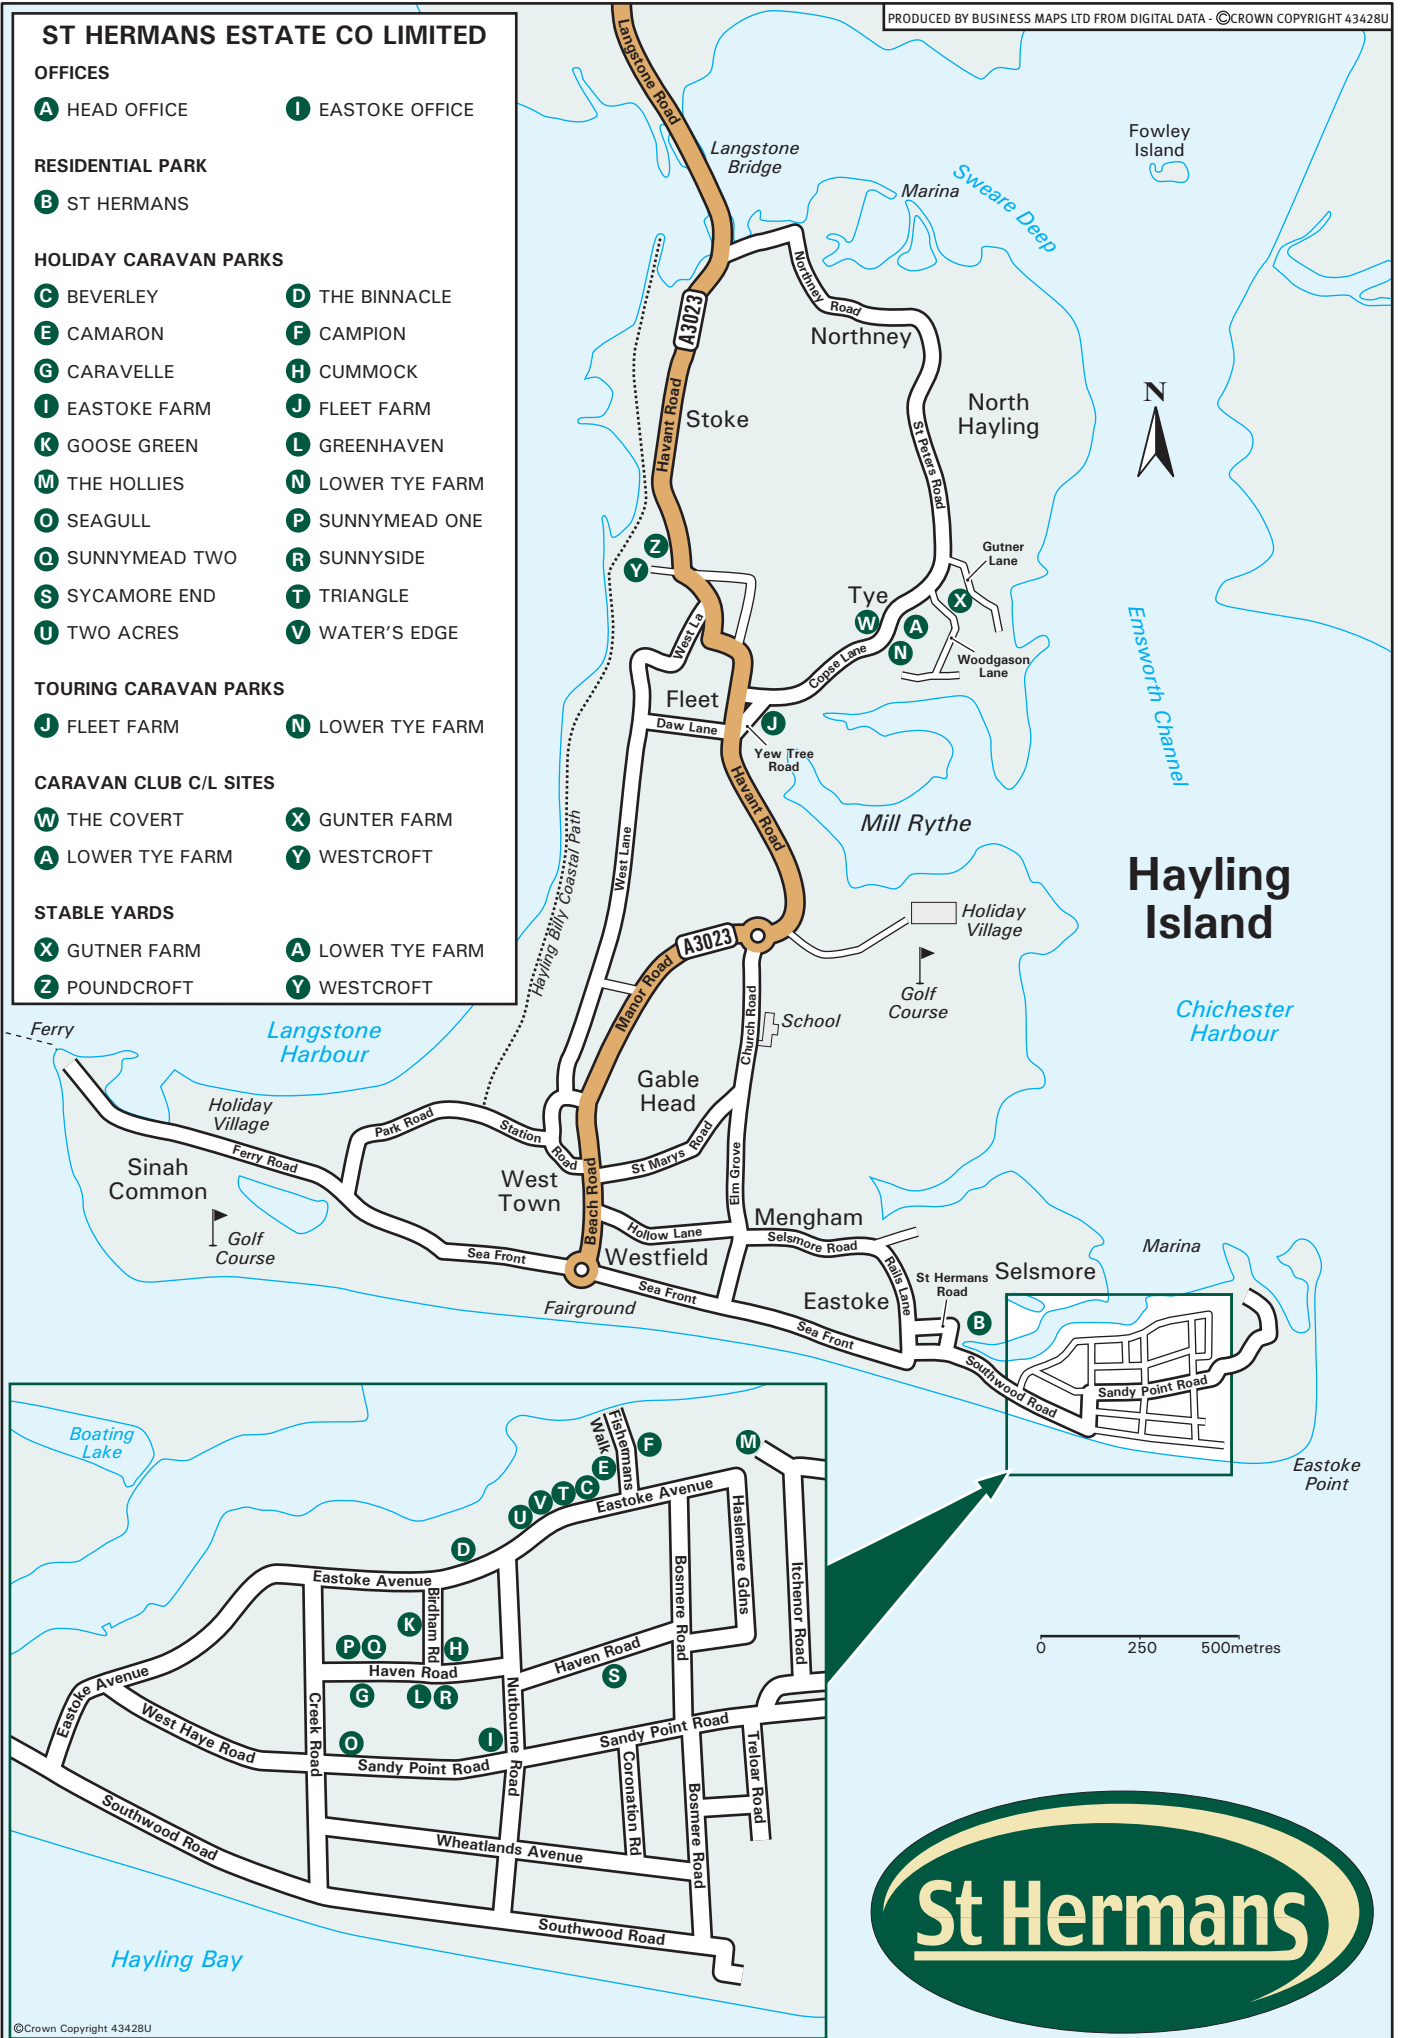 PRODUCED BY BUSINESS MAPS LTD FROM DIGITAL DATA - ©CROWN COPYRIGHT 43428U
ST HERMANS ESTATE CO LIMITED
OFFICES
A HEAD OFFICE
I EASTOKE OFFICE
RESIDENTIAL PARK
B ST HERMANS
HOLIDAY CARAVAN PARKS
C BEVERLEY
D THE BINNACLE
E CAMARON
F CAMPION
G CARAVELLE
H CUMMOCK
I EASTOKE FARM
J FLEET FARM
K GOOSE GREEN
L GREENHAVEN
M THE HOLLIES
N LOWER TYE FARM
O SEAGULL
P SUNNYMEAD ONE
Q SUNNYMEAD TWO
R SUNNYSIDE
S SYCAMORE END
T TRIANGLE
U TWO ACRES
V WATER'S EDGE
TOURING CARAVAN PARKS
J FLEET FARM
N LOWER TYE FARM
CARAVAN CLUB C/L SITES
W THE COVERT
X GUNTER FARM
A LOWER TYE FARM
Y WESTCROFT
STABLE YARDS
X GUTNER FARM
A LOWER TYE FARM
Z POUNDCROFT
Y WESTCROFT
Langstone Road
Langstone
Bridge
Marina
Sweare Deep
Fowley
Island
Northney Road
Northney
A3023
Havant Road
Stoke
North
Hayling
N
St Peters Road
Gutner
Lane
Z
Y
Tye
X
W
A
N
Woodgason
Lane
Copse Lane
West La
Fleet
Daw Lane
J
Yew Tree
Road
Emsworth Channel
Havant Road
Mill Rythe
Hayling
Island
West Lane
Hayling Billy Coastal Path
A3023
Holiday
Village
Golf
Course
Manor Road
Church Road
School
Chichester
Harbour
Ferry
Langstone
Harbour
Gable
Head
Holiday
Village
Park Road
Station
Road
St Marys Road
Ferry Road
Sinah
Common
West
Town
Beach Road
Elm Grove
Mengham
Hollow Lane
Selsmore Road
Golf
Course
Sea Front
Westfield
Rails Lane
St Hermans
Road
Selsmore
Marina
Sea Front
Eastoke
Fairground
Sea Front
B
Southwood Road
Sandy Point Road
Eastoke
Point
Boating
Lake
Fishermans
Walk
F
M
E
C
T
V
U
Eastoke Avenue
D
Haslemere Gdns
Itchenor Road
Eastoke Avenue
Birdham Rd
K
H
P
Q
Bosmere Road
Haven Road
Haven Road
S
G
L
R
Eastoke Avenue
West Haye Road
Creek Road
Nutbourne Road
O
I
Sandy Point Road
Sandy Point Road
Coronation Rd
Treloar Road
Bosmere Road
Southwood Road
Wheatlands Avenue
Southwood Road
Hayling Bay
©Crown Copyright 43428U
0
250
500metres
St Hermans